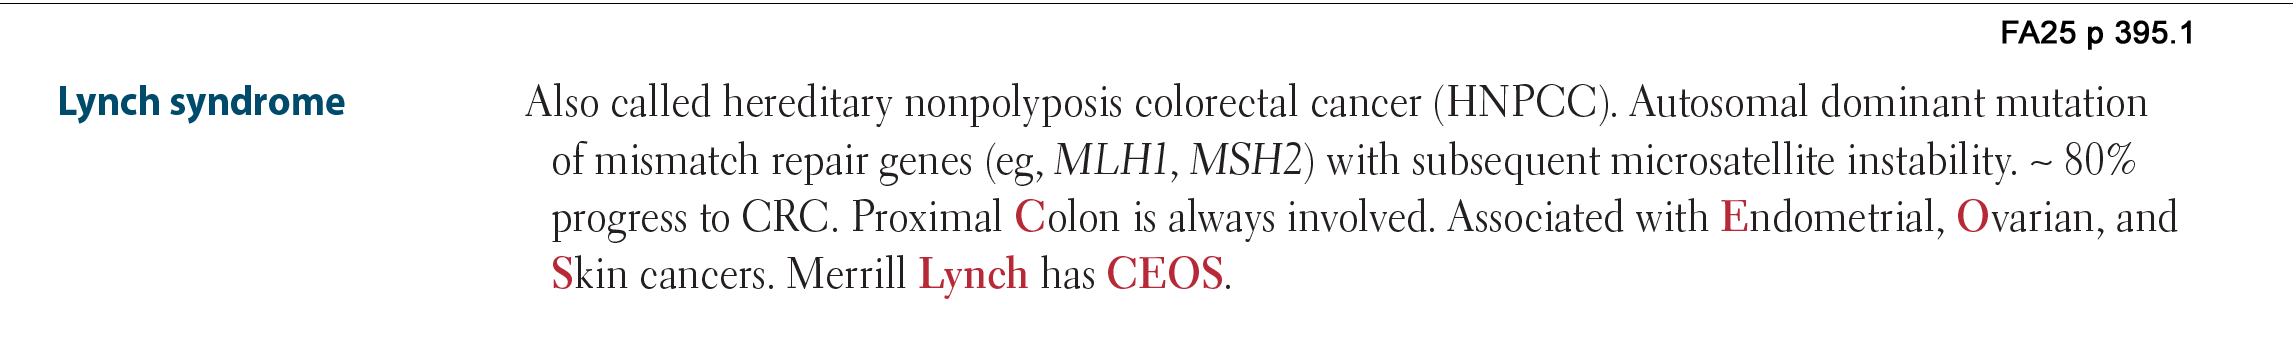 FA25 p 395.1
Lynch syndrome
Also called hereditary nonpolyposis colorectal cancer (HNPCC). Autosomal dominant mutation
of mismatch repair genes (eg, MLH1, MSH2) with subsequent microsatellite instability. ~ 80%
progress to CRC. Proximal Colon is always involved. Associated with Endometrial, Ovarian, and
Skin cancers. Merrill Lynch has CEOS.